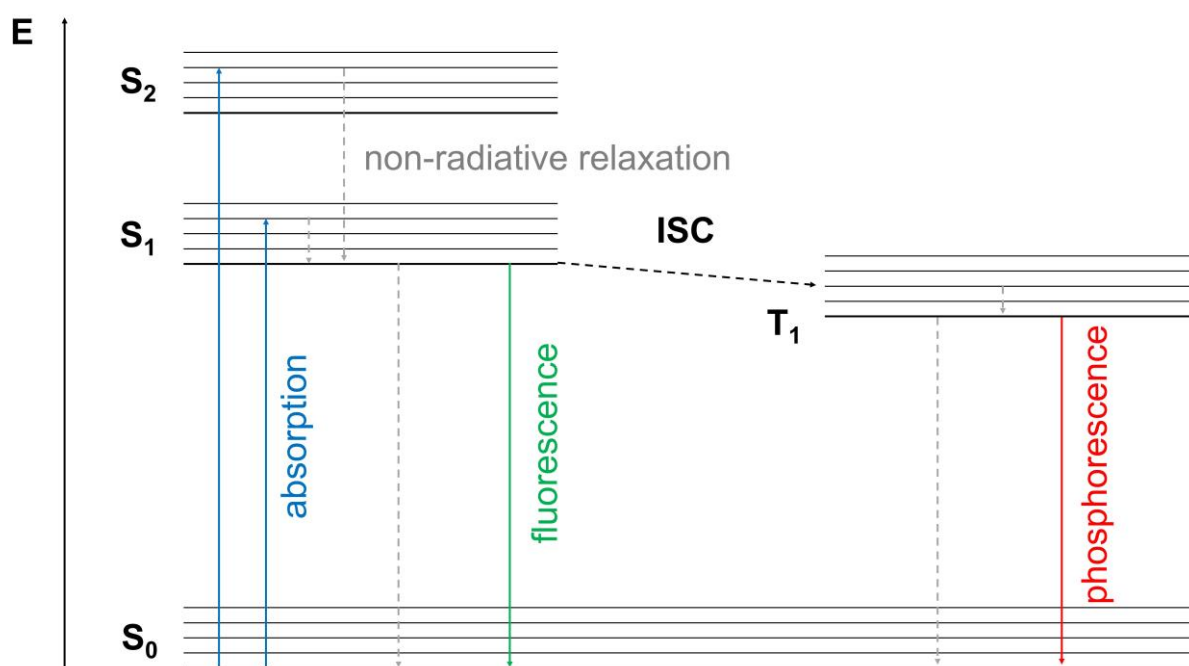 E
S₂
non-radiative relaxation
S₁
ISC
T₁
absorption
fluorescence
phosphorescence
S₀